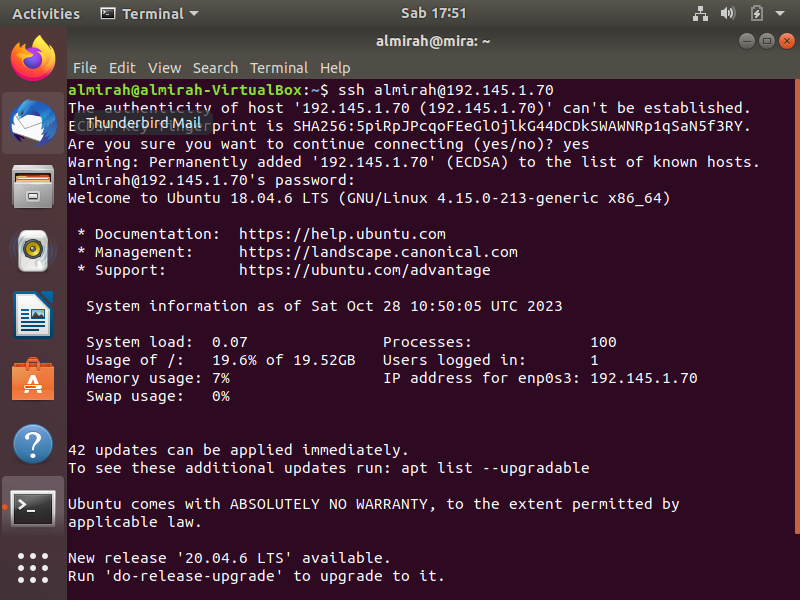 Activities Terminal Sab 17:51
almirah@mira: ~
File Edit View Search Terminal Help
almirah@almirah-VirtualBox:~$ ssh almirah@192.145.1.70
The authenticity of host '192.145.1.70 (192.145.1.70)' can't be established.
Thunderbird Mail
print is SHA256:5piRpJPcqoFEeGlOjlkG44DCDkSWAWNRp1qSaN5f3RY.
Are you sure you want to continue connecting (yes/no)? yes
Warning: Permanently added '192.145.1.70' (ECDSA) to the list of known hosts.
almirah@192.145.1.70's password:
Welcome to Ubuntu 18.04.6 LTS (GNU/Linux 4.15.0-213-generic x86_64)
* Documentation: https://help.ubuntu.com
* Management: https://landscape.canonical.com
* Support: https://ubuntu.com/advantage
System information as of Sat Oct 28 10:50:05 UTC 2023
System load: 0.07 Processes: 100
Usage of /: 19.6% of 19.52GB Users logged in: 1
Memory usage: 7% IP address for enp0s3: 192.145.1.70
Swap usage: 0%
42 updates can be applied immediately.
To see these additional updates run: apt list --upgradable
Ubuntu comes with ABSOLUTELY NO WARRANTY, to the extent permitted by
applicable law.
New release '20.04.6 LTS' available.
Run 'do-release-upgrade' to upgrade to it.